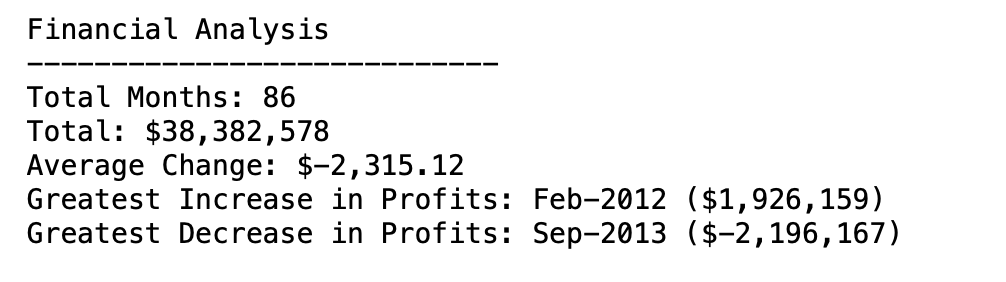 Financial Analysis
----------------------------
Total Months: 86
Total: $38,382,578
Average Change: $-2,315.12
Greatest Increase in Profits: Feb-2012 ($1,926,159)
Greatest Decrease in Profits: Sep-2013 ($-2,196,167)